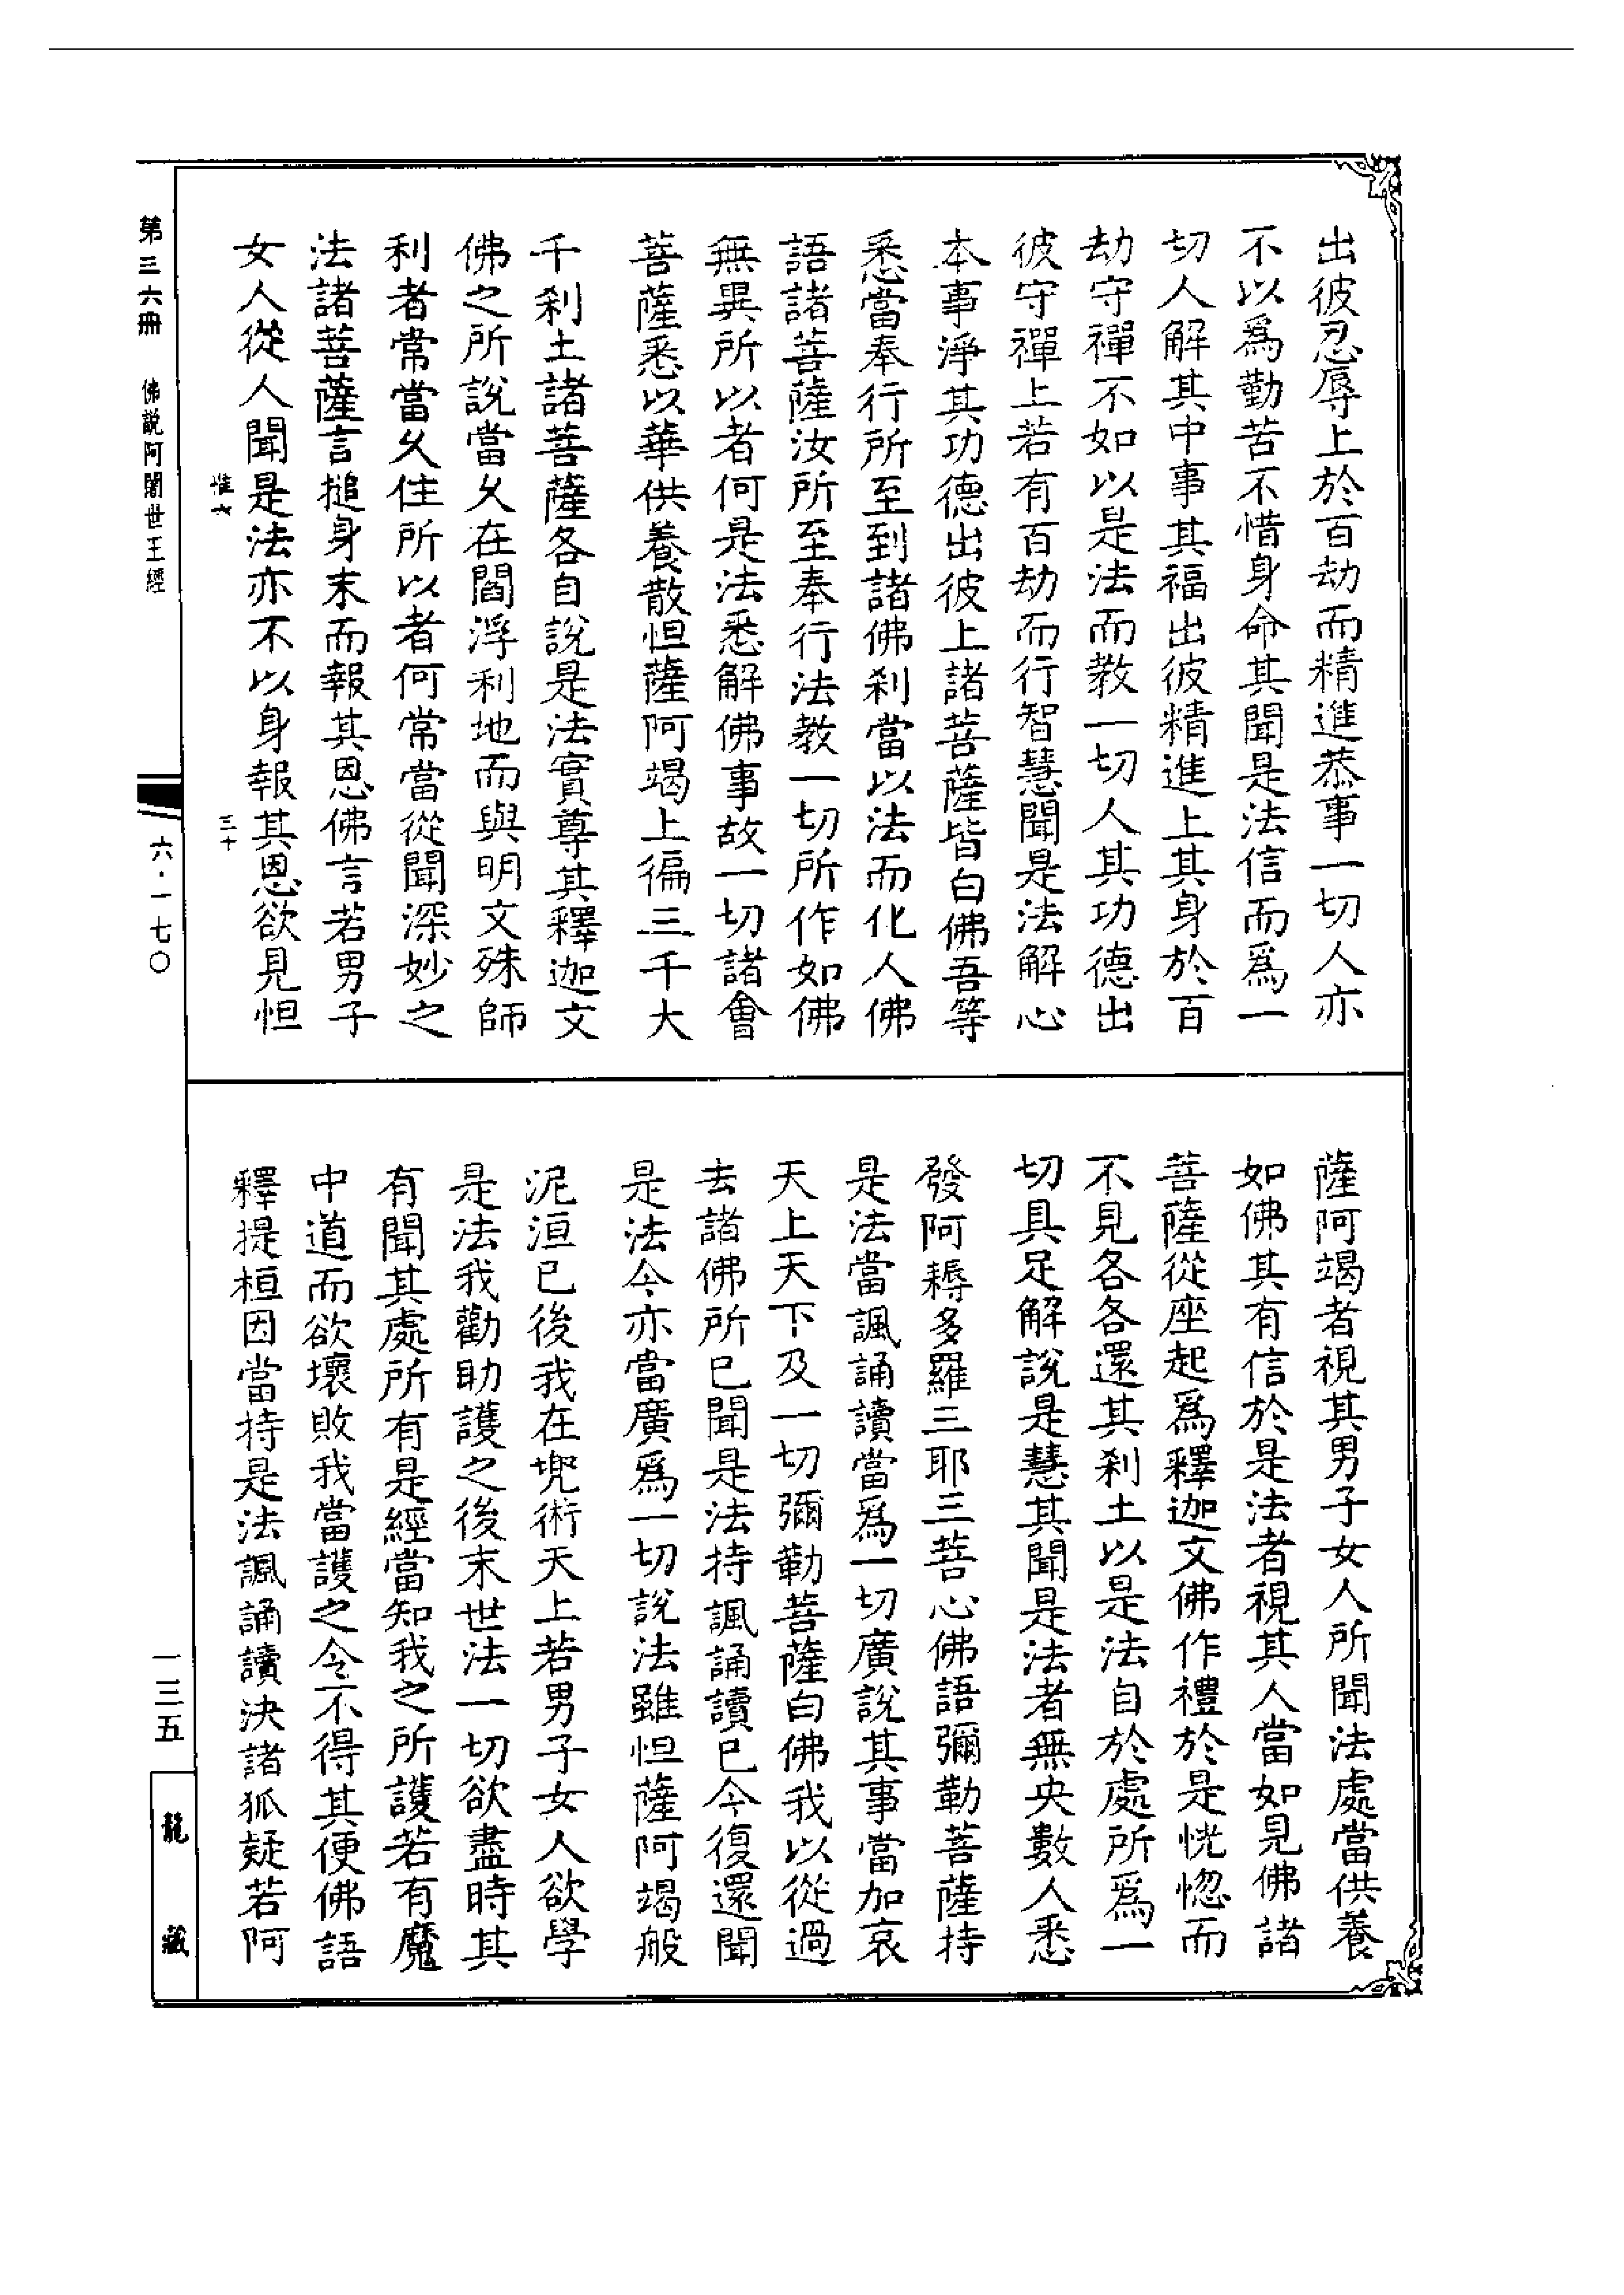 出彼忍辱上於百劫而精進恭事一切人亦
不以爲勤苦不惜身命其聞是法信而爲一
切人解其中事其福出彼精進上其身於百
劫守禪不如以是法而教一切人其功德出
彼守禪上若有百劫而行智慧聞是法解心
本事淨其功德出彼上諸菩薩皆白佛吾等
悉當奉行所至到諸佛刹當以法而化人佛
語諸菩薩汝所至奉行法教一切所作如佛
無異所以者何是法悉解佛事故一切諸會
菩薩悉以華供養散怛薩阿竭上徧三千大
千刹土諸菩薩各自說是法實尊其釋迦文
佛之所說當久在閻浮利地而與明文殊師
利者常當久住所以者何常當從聞深妙之
法諸菩薩言搥身末而報其恩佛言若男子
女人從人聞是法亦不以身報其恩欲見怛
惟六
三十
薩阿竭者視其男子女人所聞法處當供養
如佛其有信於是法者視其人當如見佛諸
菩薩從座起爲釋迦文佛作禮於是恍惚而
不見各各還其刹土以是法自於處所爲一
切具足解說是慧其聞是法者無央數人悉
發阿耨多羅三耶三菩心佛語彌勒菩薩持
是法當諷誦讀當爲一切廣說其事當加哀
天上天下及一切彌勒菩薩白佛我以從過
去諸佛所已聞是法持諷誦讀已今復還聞
是法今亦當廣爲一切說法雖怛薩阿竭般
泥洹已後我在兜術天上若男子女人欲學
是法我勸助護之後末世法一切欲盡時其
有聞其處所有是經當知我之所護若有魔
中道而欲壞敗我當護之令不得其便佛語
釋提桓因當持是法諷誦讀決諸狐疑若阿
第三六冊 佛說阿闍世王經
六·一七〇
一三五
龍藏